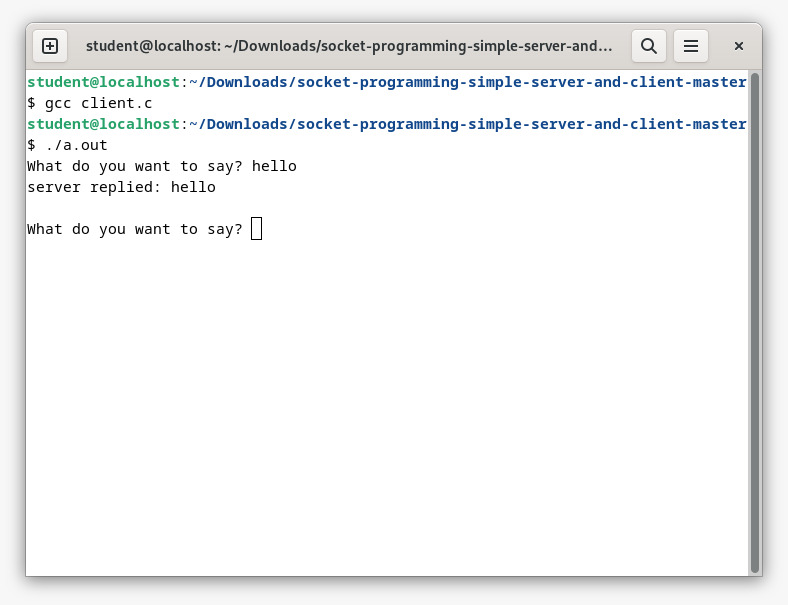 student@localhost: ~/Downloads/socket-programming-simple-server-and...
student@localhost:~/Downloads/socket-programming-simple-server-and-client-master
$ gcc client.c
student@localhost:~/Downloads/socket-programming-simple-server-and-client-master
$ ./a.out
What do you want to say? hello
server replied: hello
What do you want to say?